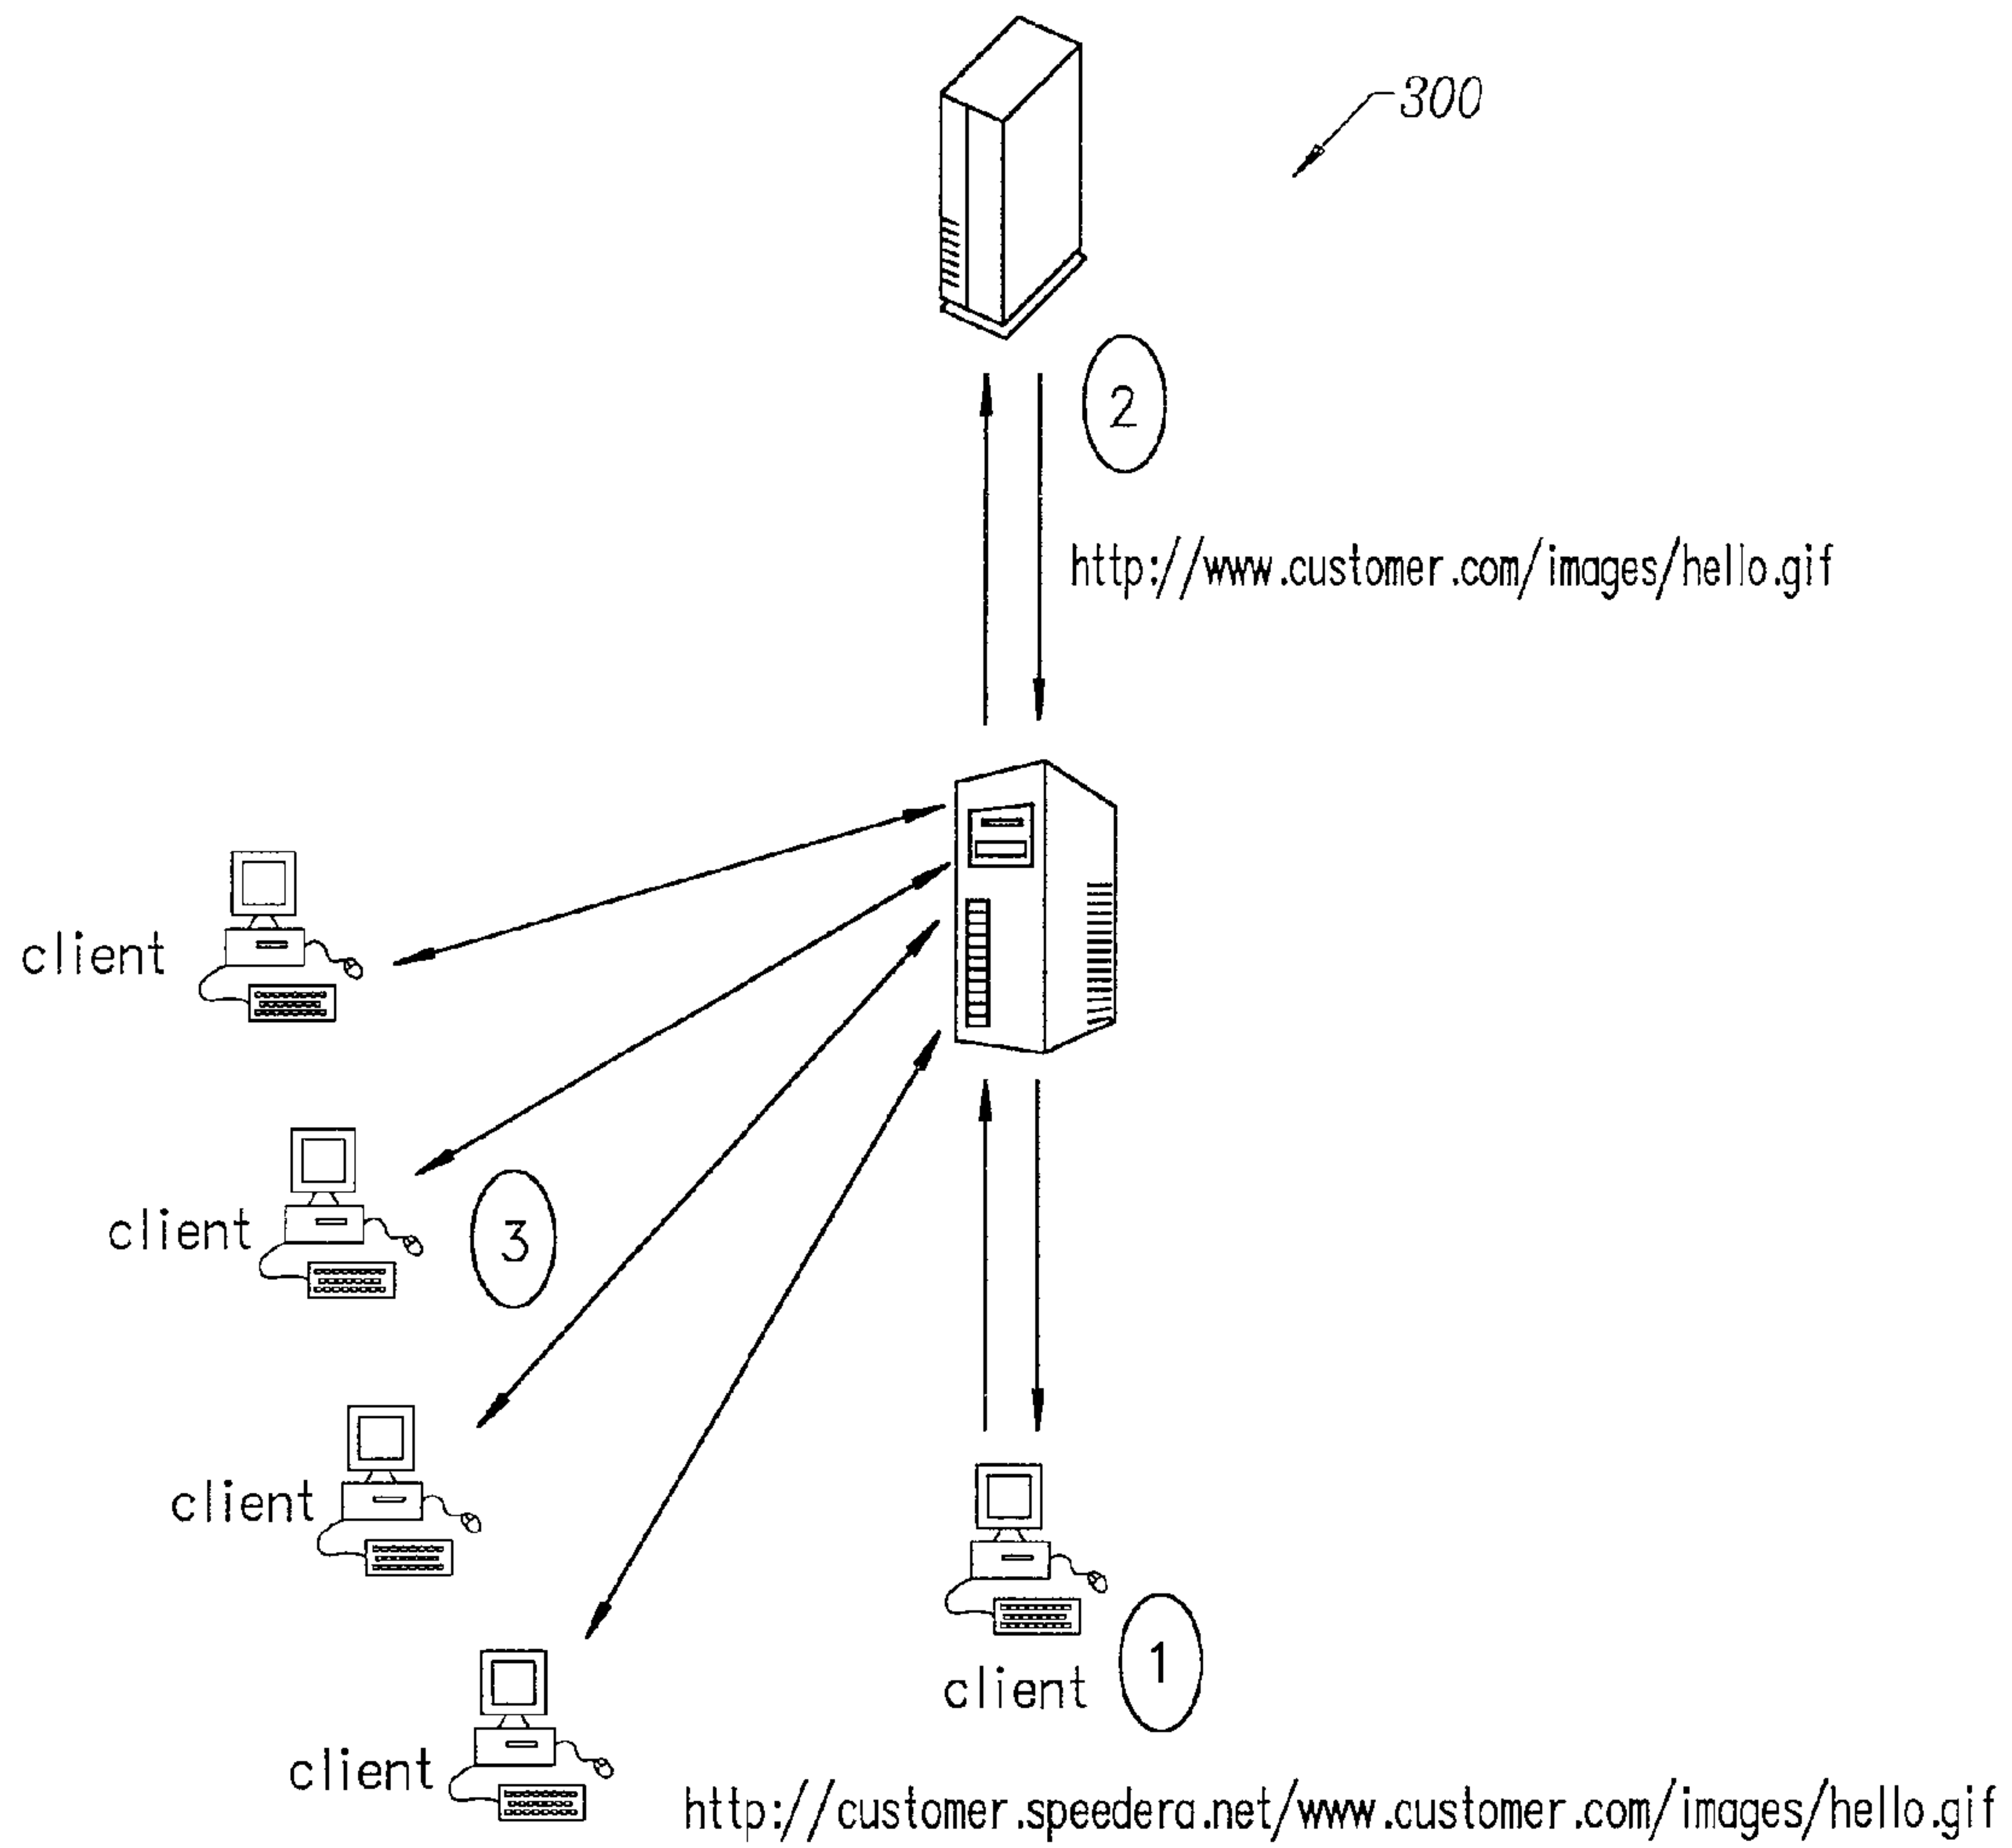 300
2
http://www.customer.com/images/hello.gif
client
client
3
client
client
1
client
http://customer.speedera.net/www.customer.com/images/hello.gif